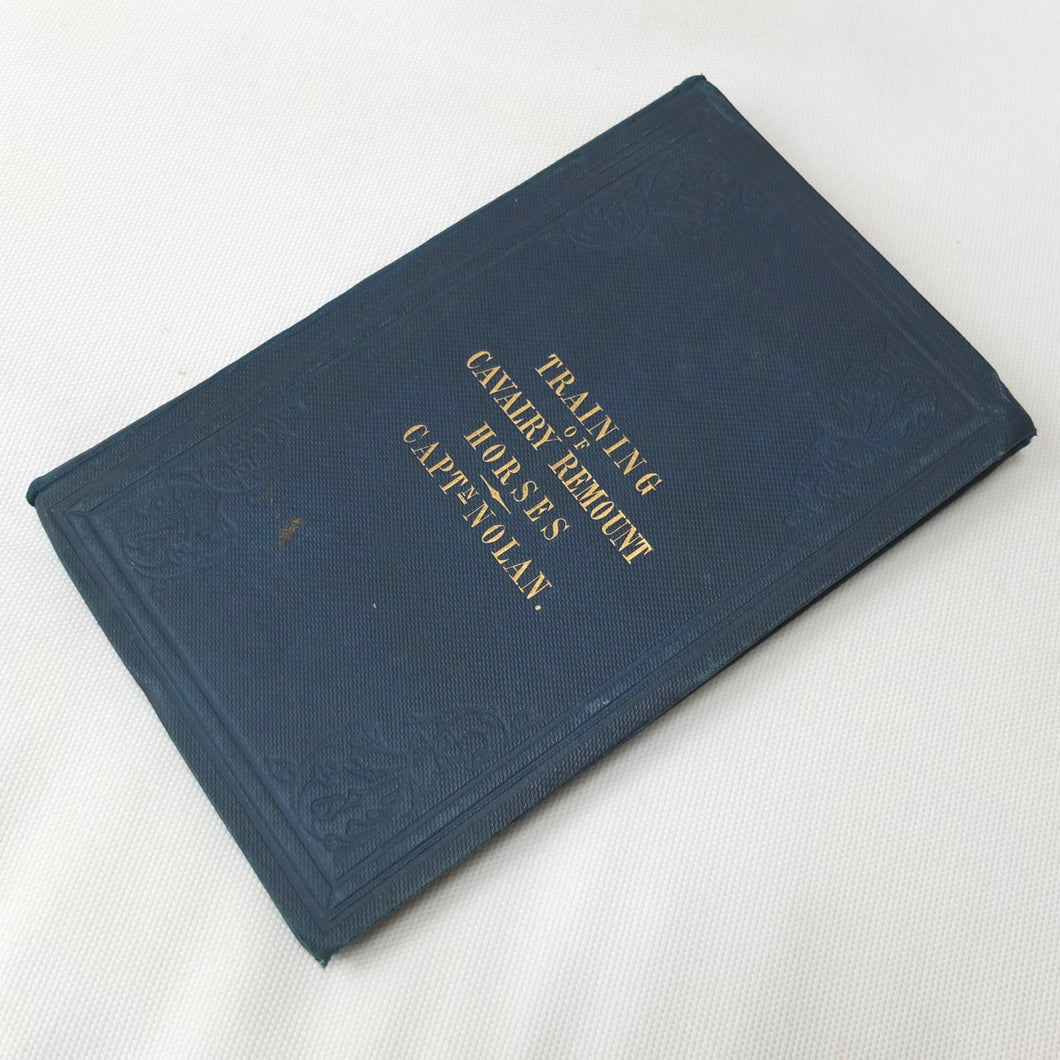 TRAINING
OF
CAVALRY REMOUNT
HORSES
CAPTN NOLAN.